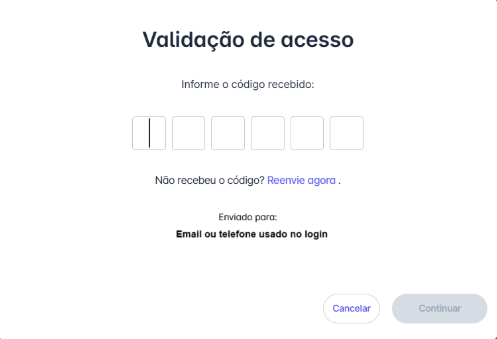 Validação de acesso
Informe o código recebido:
Não recebeu o código? Reenvie agora .
Enviado para:
Email ou telefone usado no login
Cancelar
Continuar